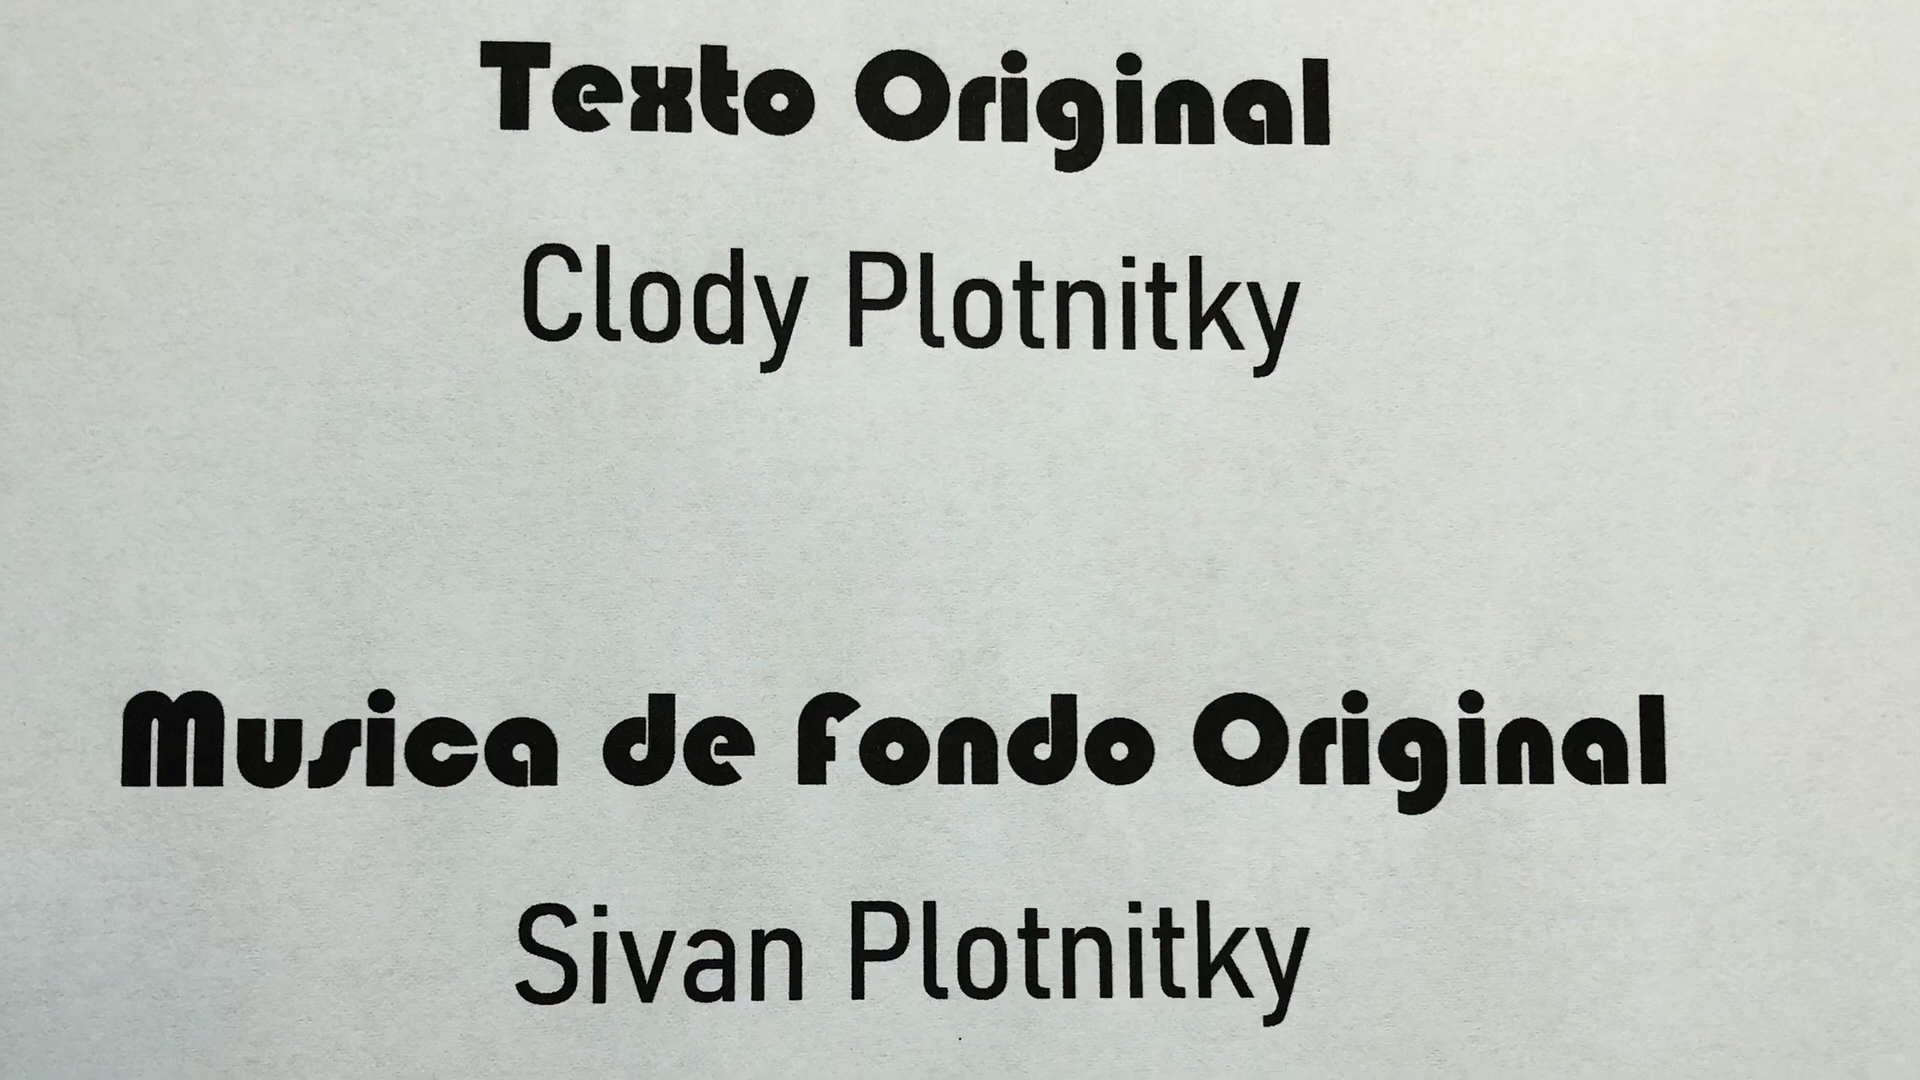 Texto Original
Clody Plotnitky
Musica de Fondo Original
Sivan Plotnitky